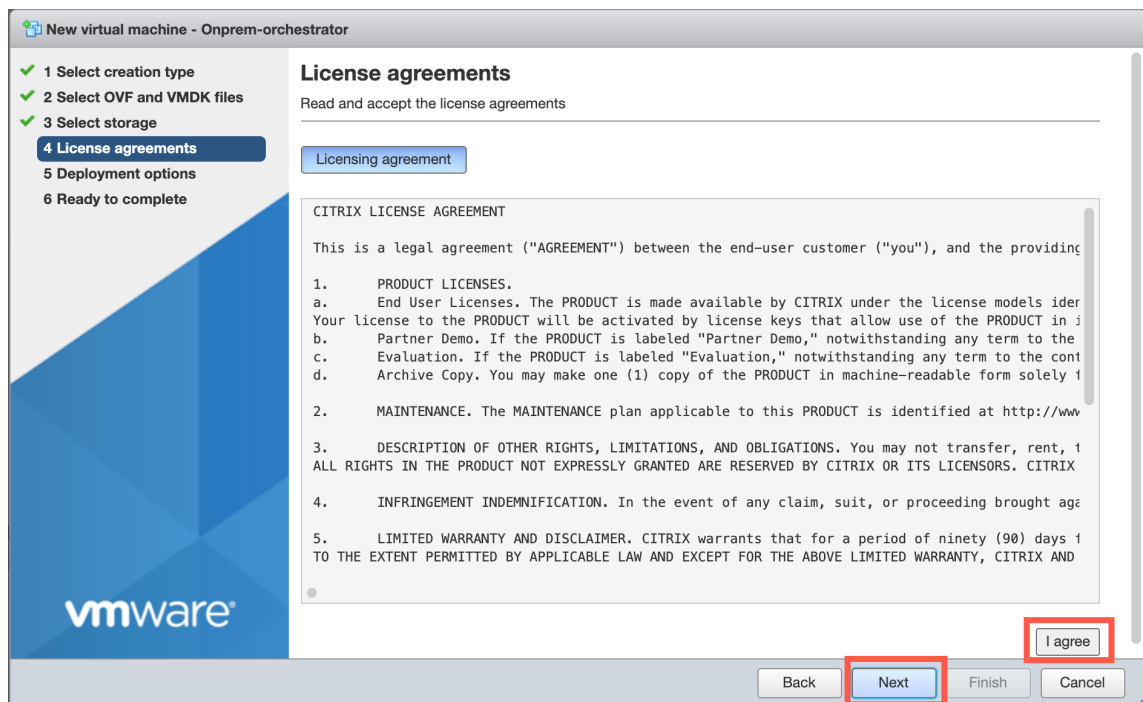 New virtual machine - Onprem-orchestrator
1 Select creation type
2 Select OVF and VMDK files
3 Select storage
4 License agreements
5 Deployment options
6 Ready to complete
vmware®
License agreements
Read and accept the license agreements
Licensing agreement
CITRIX LICENSE AGREEMENT
This is a legal agreement ("AGREEMENT") between the end-user customer ("you"), and the providing
1. PRODUCT LICENSES.
a. End User Licenses. The PRODUCT is made available by CITRIX under the license models iden
Your license to the PRODUCT will be activated by license keys that allow use of the PRODUCT in
b. Partner Demo. If the PRODUCT is labeled "Partner Demo," notwithstanding any term to the
c. Evaluation. If the PRODUCT is labeled "Evaluation," notwithstanding any term to the cont
d. Archive Copy. You may make one (1) copy of the PRODUCT in machine-readable form solely
2. MAINTENANCE. The MAINTENANCE plan applicable to this PRODUCT is identified at http://www
3. DESCRIPTION OF OTHER RIGHTS, LIMITATIONS, AND OBLIGATIONS. You may not transfer, rent,
ALL RIGHTS IN THE PRODUCT NOT EXPRESSLY GRANTED ARE RESERVED BY CITRIX OR ITS LICENSORS. CITRIX
4. INFRINGEMENT INDEMNIFICATION. In the event of any claim, suit, or proceeding brought aga
5. LIMITED WARRANTY AND DISCLAIMER. CITRIX warrants that for a period of ninety (90) days
TO THE EXTENT PERMITTED BY APPLICABLE LAW AND EXCEPT FOR THE ABOVE LIMITED WARRANTY, CITRIX AND
I agree
Back
Next
Finish
Cancel